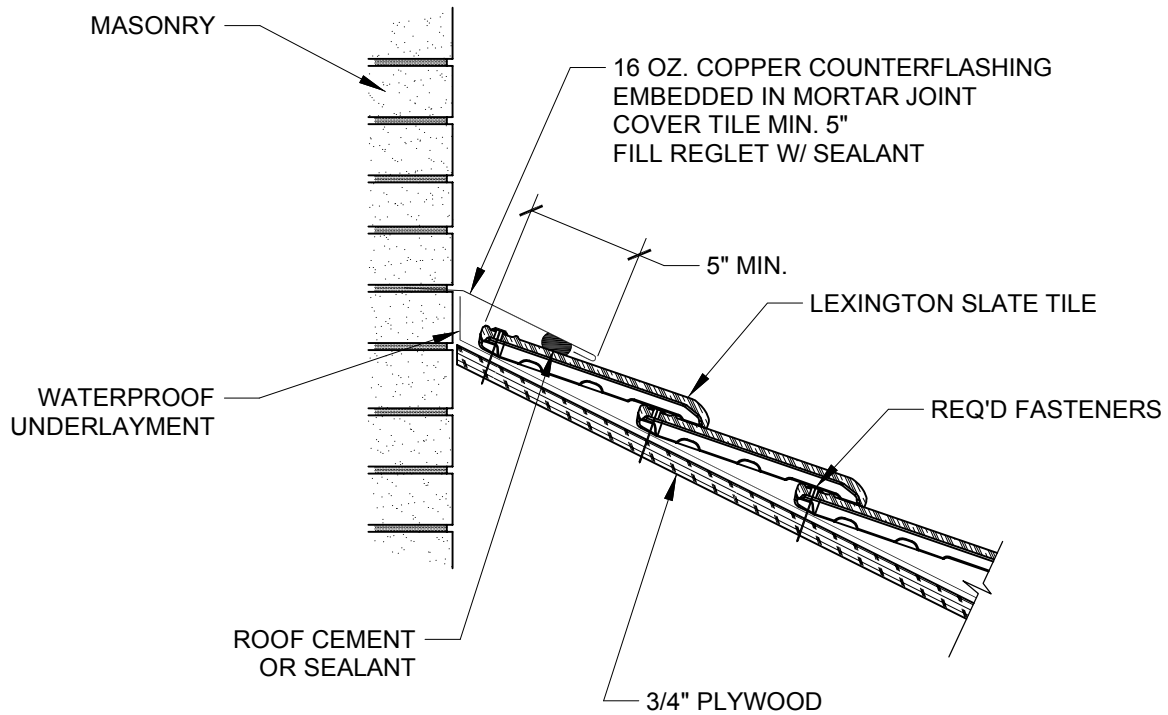 MASONRY
16 OZ. COPPER COUNTERFLASHING
EMBEDDED IN MORTAR JOINT
COVER TILE MIN. 5"
FILL REGLET W/ SEALANT
5" MIN.
LEXINGTON SLATE TILE
WATERPROOF
UNDERLAYMENT
REQ'D FASTENERS
ROOF CEMENT
OR SEALANT
3/4" PLYWOOD